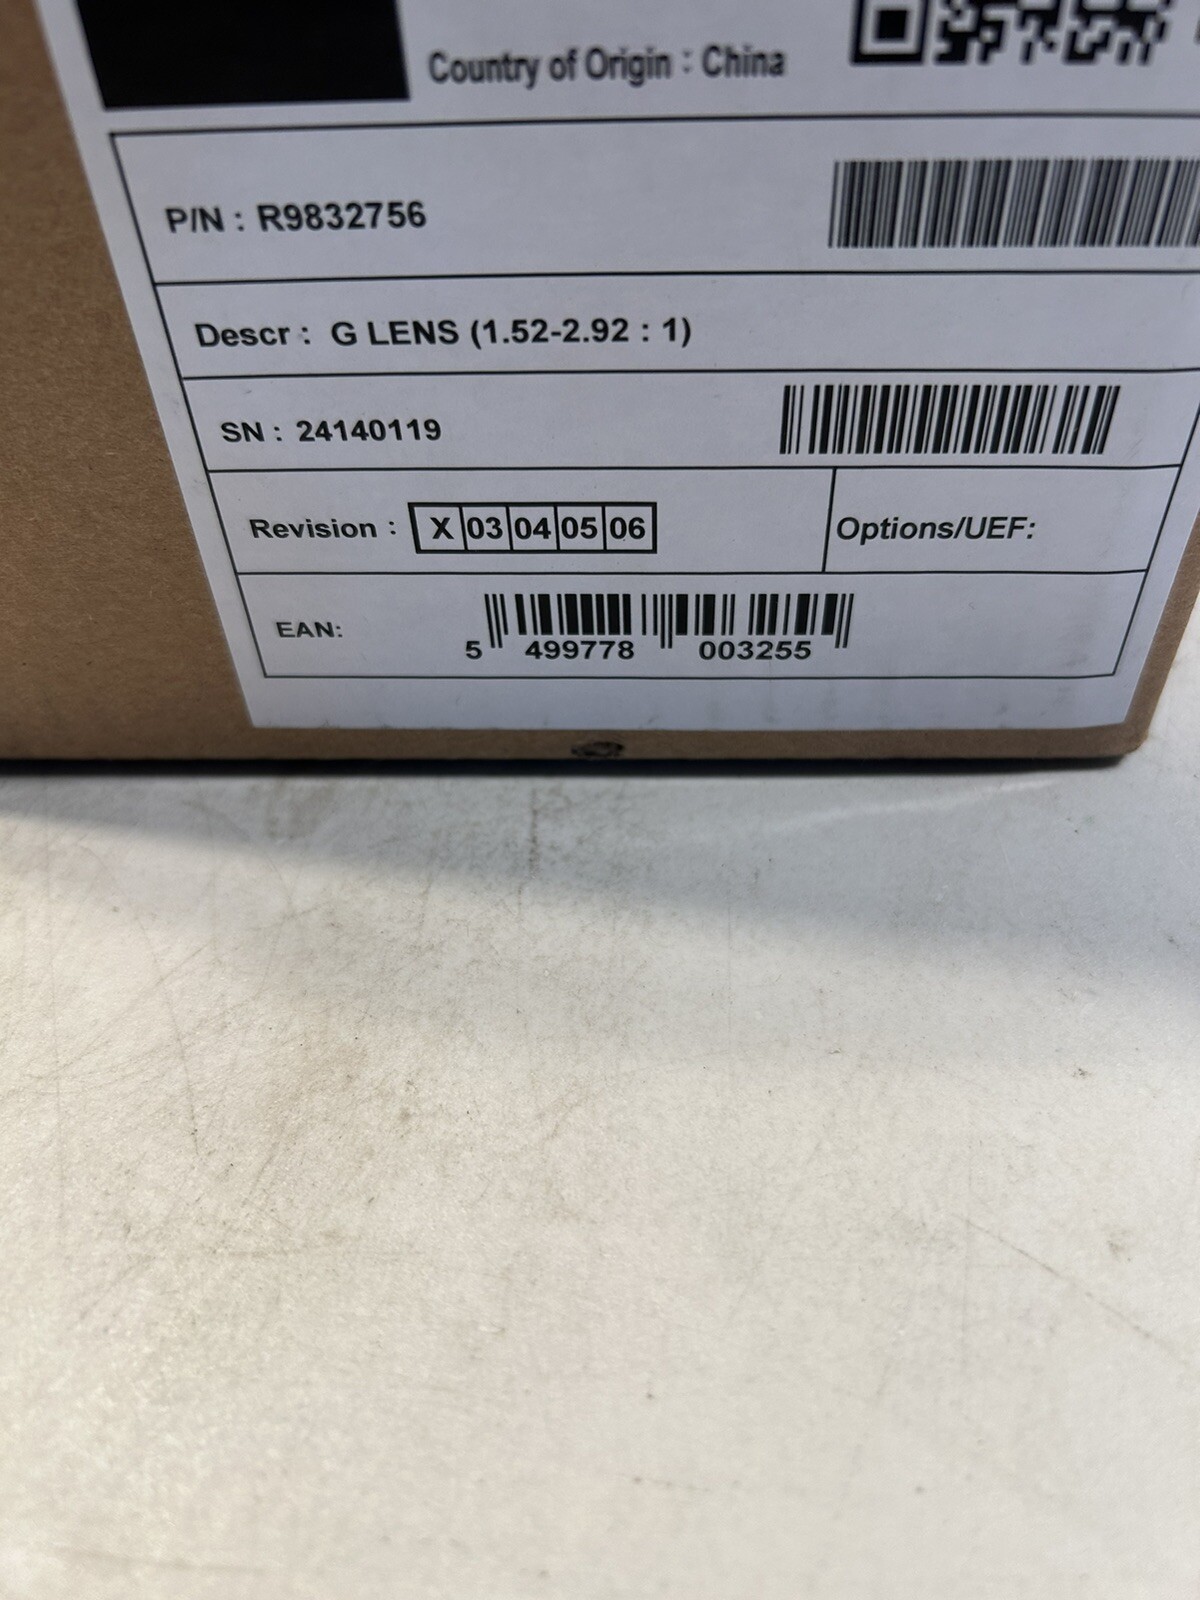 Country of Origin : China
P/N : R9832756
Descr : G LENS (1.52-2.92 : 1)
SN : 24140119
Revision : X 03 04 05 06
Options/UEF:
EAN:
5 499778 003255